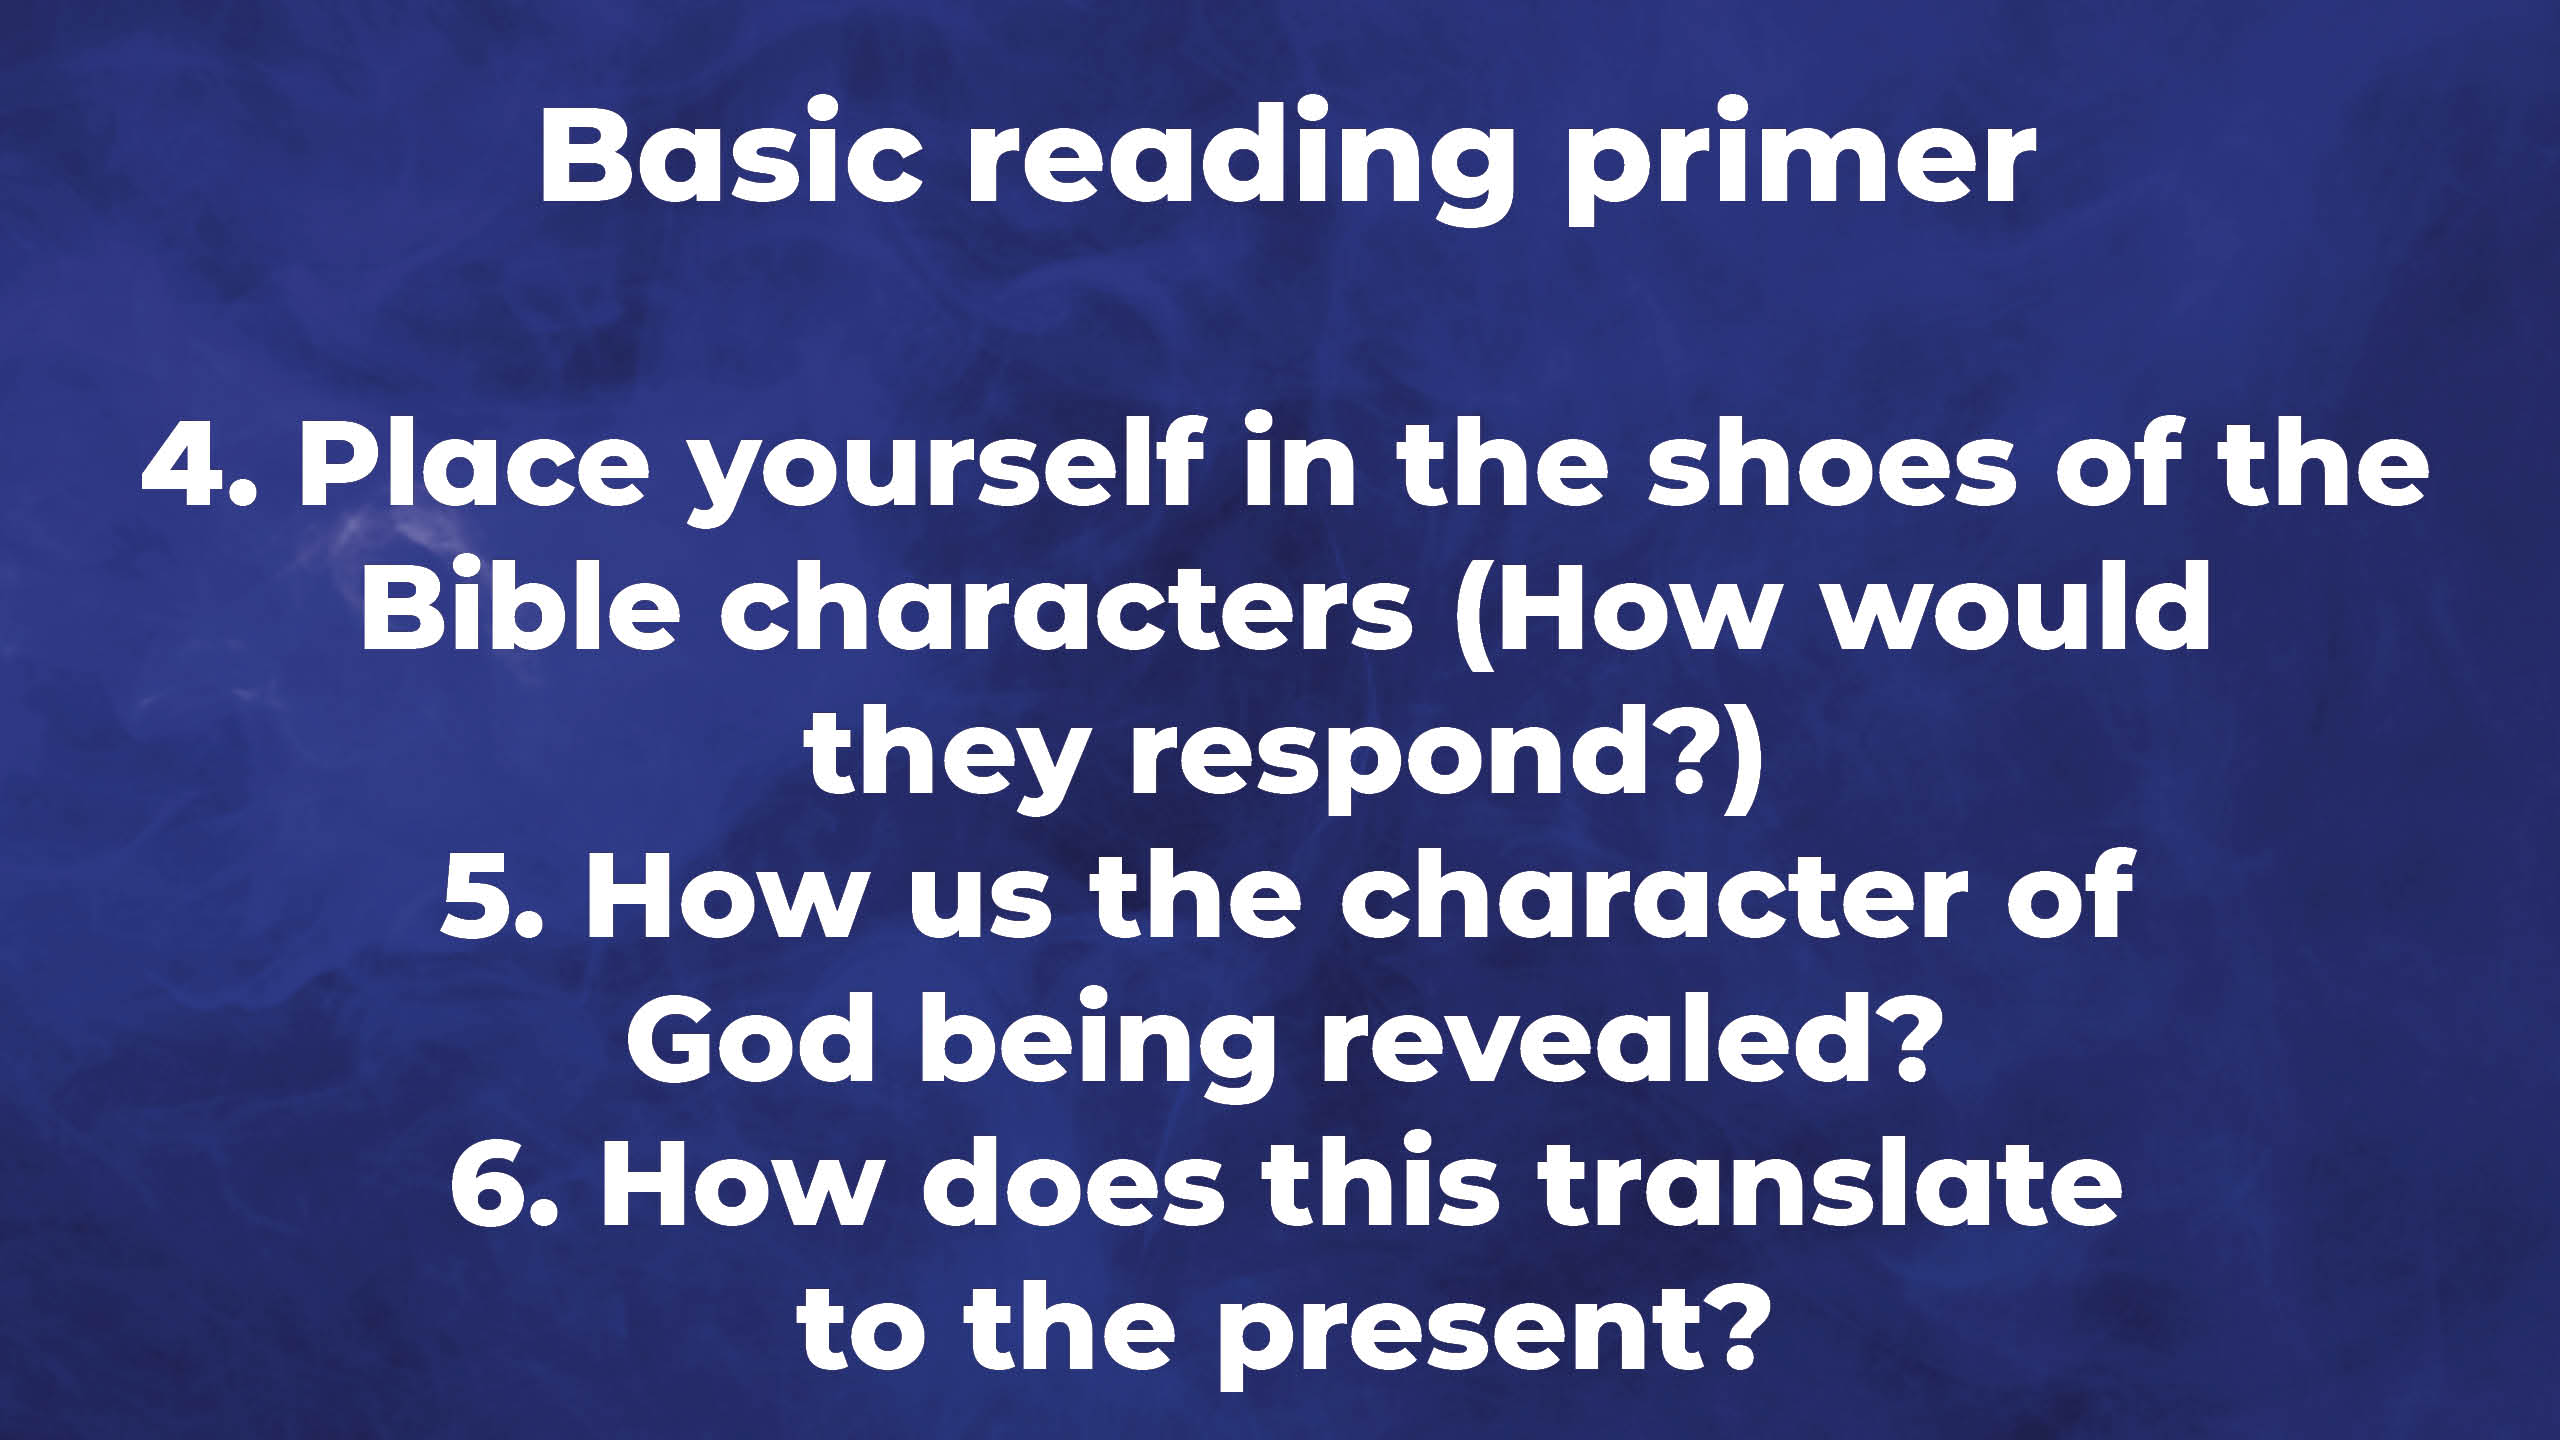 Basic reading primer
4. Place yourself in the shoes of the
Bible characters (How would
they respond?)
5. How us the character of
God being revealed?
6. How does this translate
to the present?